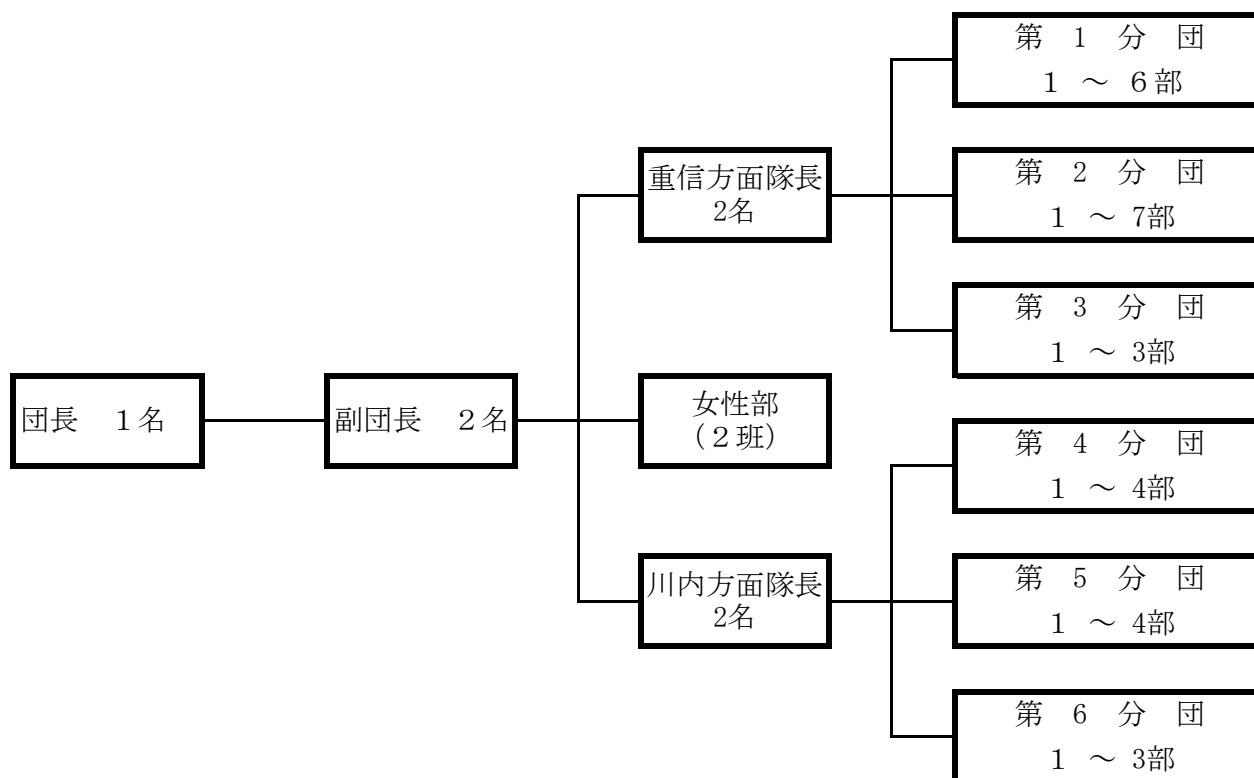 団長　１名
副団長　２名
重信方面隊長
2名
女性部
（２班）
川内方面隊長
2名
第　1　分　団
１　～　６部
第　2　分　団
１　～　7部
第　3　分　団
１　～　3部
第　4　分　団
１　～　4部
第　5　分　団
１　～　4部
第　6　分　団
１　～　3部